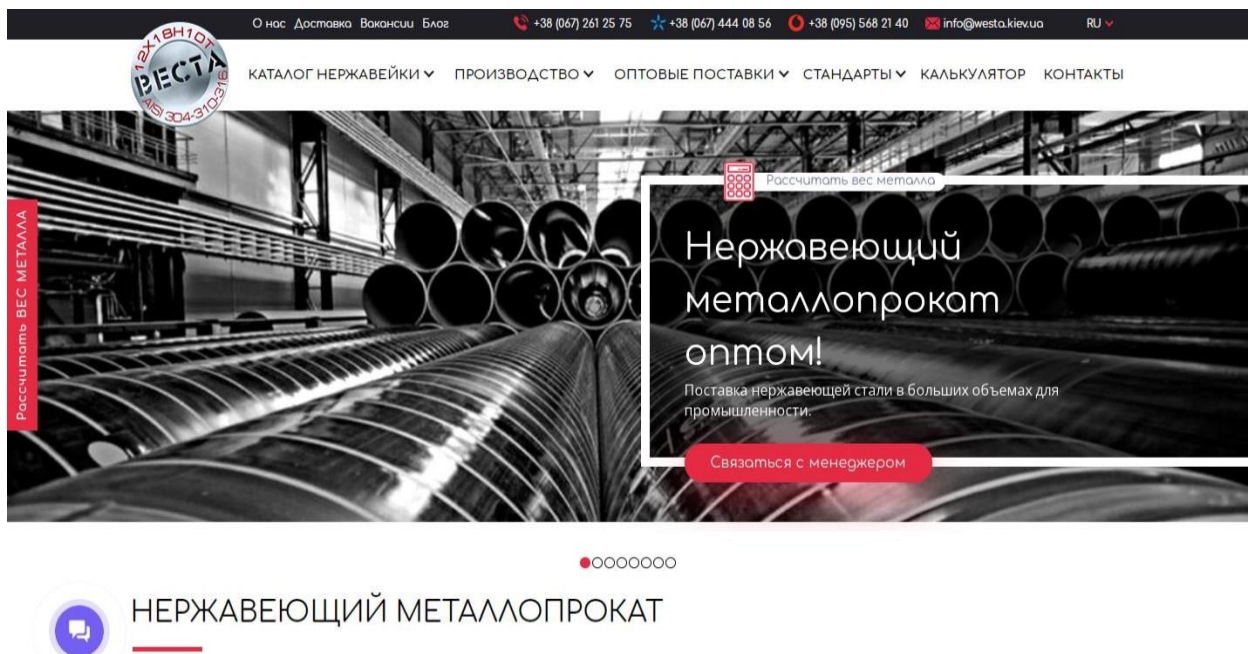 О нас Доставка Вакансии Блог +38 (067) 261 25 75 +38 (067) 444 08 56 +38 (095) 568 21 40 info@westa.kiev.ua RU
12Х18Н10Т
ВЕСТА
AISI 304-310-316
КАТАЛОГ НЕРЖАВЕЙКИ ПРОИЗВОДСТВО ОПТОВЫЕ ПОСТАВКИ СТАНДАРТЫ КАЛЬКУЛЯТОР КОНТАКТЫ
Рассчитать вес металла
Рассчитать ВЕС МЕТАЛЛА
Нержавеющий
металлопрокат
оптом!
Поставка нержавеющей стали в больших объемах для
промышленности.
Связаться с менеджером
НЕРЖАВЕЮЩИЙ МЕТАЛЛОПРОКАТ